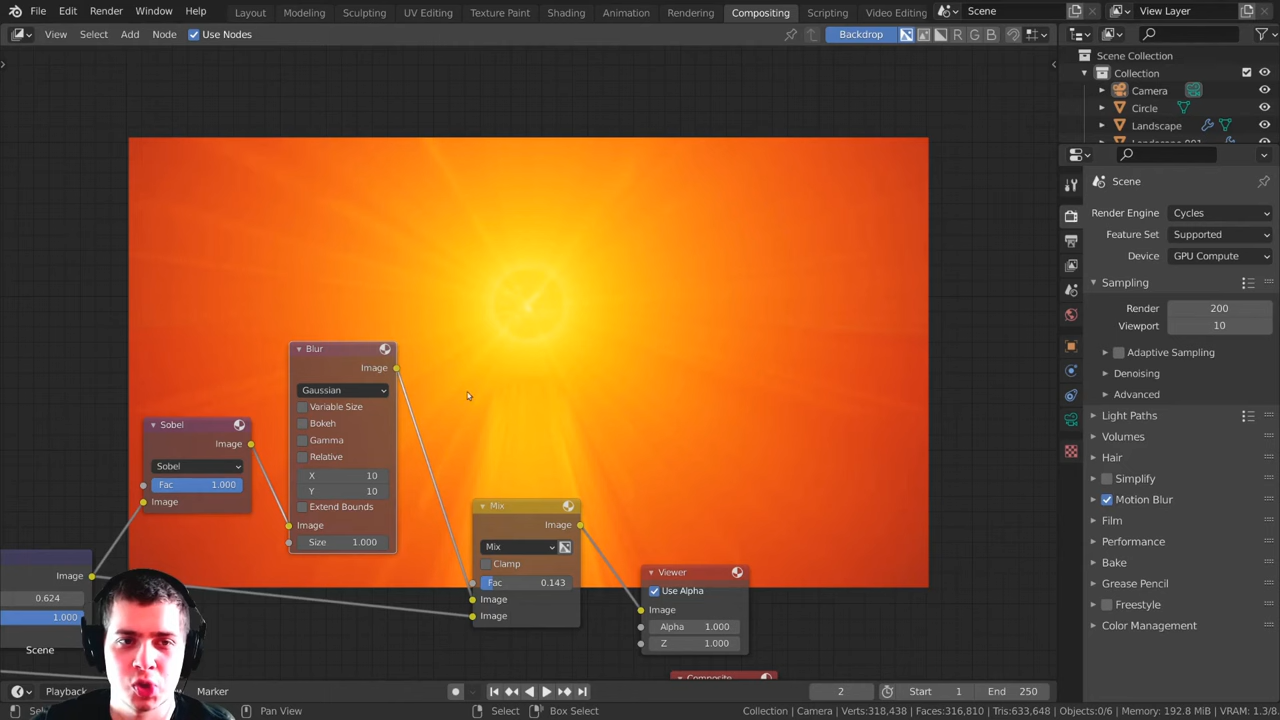 File Edit Render Window Help Layout Modeling Sculpting UV Editing Texture Paint Shading Animation Rendering Compositing Scripting Video Editing Scene View Layer
View Select Add Node Use Nodes Backdrop R G B
Scene Collection
Collection
Camera
Circle
Landscape
Landscape.001
Scene
Render Engine Cycles
Feature Set Supported
Device GPU Compute
Sampling
Render 200
Viewport 10
Adaptive Sampling
Denoising
Advanced
Light Paths
Volumes
Hair
Simplify
Motion Blur
Film
Performance
Bake
Grease Pencil
Freestyle
Color Management
Blur
Image
Gaussian
Variable Size
Bokeh
Gamma
Relative
X 10
Y 10
Extend Bounds
Image
Size 1.000
Sobel
Image
Sobel
Fac 1.000
Image
Mix
Image
Mix
Clamp
Fac 0.143
Image
Image
Viewer
Use Alpha
Image
Alpha 1.000
Z 1.000
Composite
Image
0.624
1.000
Scene
Playback
Marker
2 Start 1 End 250
Pan View
Select Box Select
Collection | Camera | Verts:318,438 | Faces:316,810 | Tris:633,648 | Objects:0/6 | Memory: 192.8 MiB | VRAM: 1.3/8.